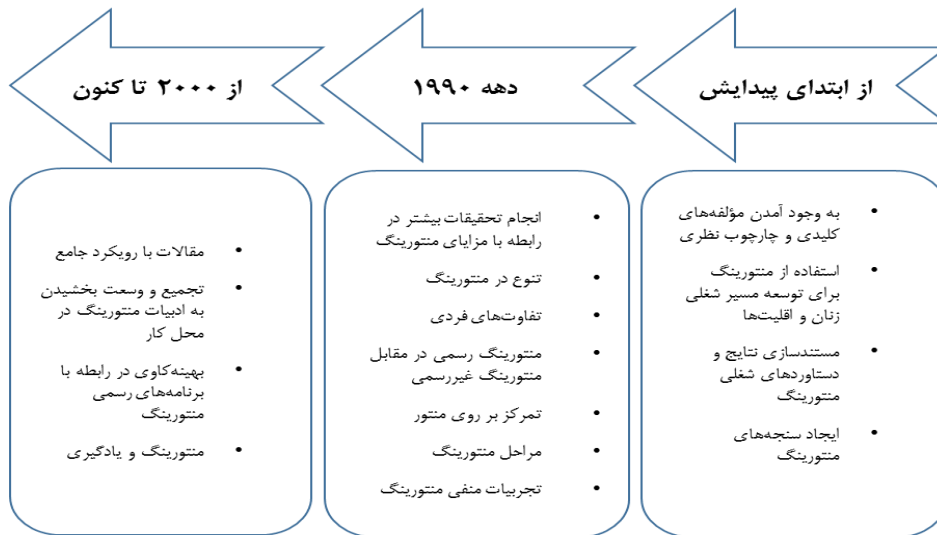 از ابتدای پیدایش
دهه ۱۹۹۰
از ۲۰۰۰ تا کنون
• به وجود آمدن مؤلفه‌های
کلیدی و چارچوب نظری
• استفاده از منتورینگ
برای توسعه مسیر شغلی
زنان و اقلیت‌ها
• مستندسازی نتایج و
دستاوردهای شغلی
منتورینگ
• ایجاد سنجه‌های
منتورینگ
• انجام تحقیقات بیشتر در
رابطه با مزایای منتورینگ
• تنوع در منتورینگ
• تفاوت‌های فردی
• منتورینگ رسمی در مقابل
منتورینگ غیررسمی
• تمرکز بر روی منتور
• مراحل منتورینگ
• تجربیات منفی منتورینگ
• مقالات با رویکرد جامع
• تجمیع و وسعت بخشیدن
به ادبیات منتورینگ در
محل کار
• بهینه‌کاوی در رابطه با
برنامه‌های رسمی
منتورینگ
• منتورینگ و یادگیری